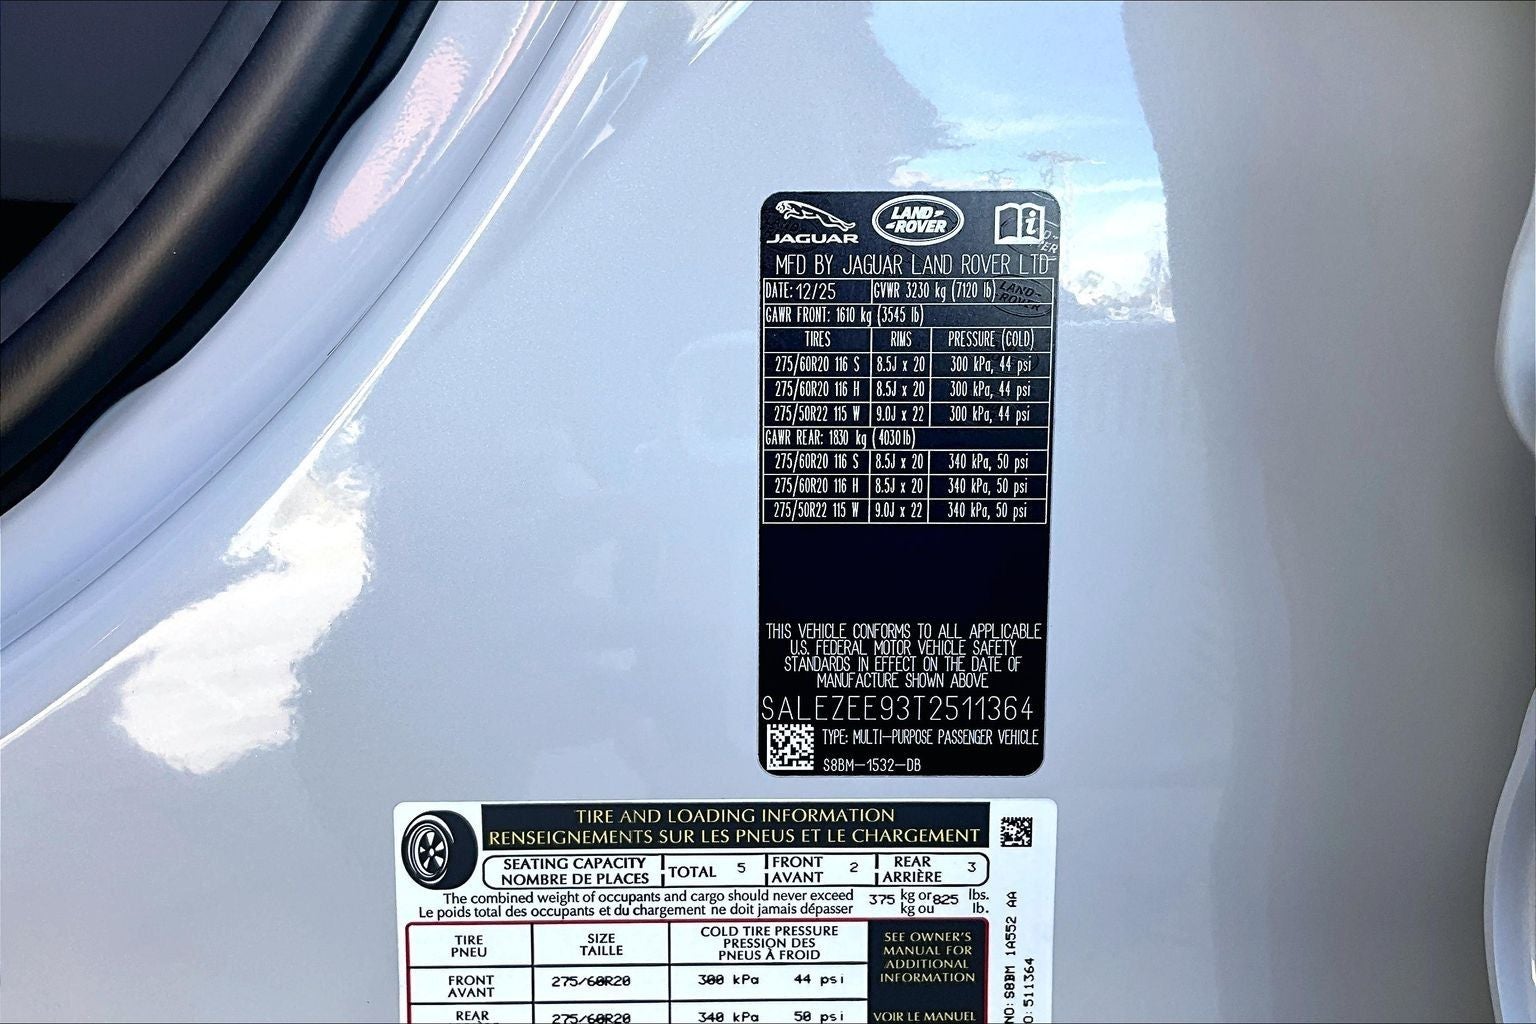 JAGUAR
LAND-
-ROVER
MFD BY JAGUAR LAND ROVER LTD
DATE: 12/25 GVWR 3230 kg (7120 lb)
GAWR FRONT: 1610 kg (3545 lb)
TIRES RIMS PRESSURE (COLD)
275/60R20 116 S 8.5J x 20 300 kPa, 44 psi
275/60R20 116 H 8.5J x 20 300 kPa, 44 psi
275/50R22 115 W 9.0J x 22 300 kPa, 44 psi
GAWR REAR: 1830 kg (4030 lb)
275/60R20 116 S 8.5J x 20 340 kPa, 50 psi
275/60R20 116 H 8.5J x 20 340 kPa, 50 psi
275/50R22 115 W 9.0J x 22 340 kPa, 50 psi
THIS VEHICLE CONFORMS TO ALL APPLICABLE
U.S. FEDERAL MOTOR VEHICLE SAFETY
STANDARDS IN EFFECT ON THE DATE OF
MANUFACTURE SHOWN ABOVE
SALEZEE93T2511364
TYPE: MULTI-PURPOSE PASSENGER VEHICLE
S8BM-1532-DB
TIRE AND LOADING INFORMATION
RENSEIGNEMENTS SUR LES PNEUS ET LE CHARGEMENT
SEATING CAPACITY
NOMBRE DE PLACES
TOTAL 5
FRONT
AVANT 2
REAR
ARRIÈRE 3
The combined weight of occupants and cargo should never exceed 375 kg or 825 lbs.
Le poids total des occupants et du chargement ne doit jamais dépasser kg ou lb.
TIRE
PNEU
SIZE
TAILLE
COLD TIRE PRESSURE
PRESSION DES
PNEUS À FROID
SEE OWNER'S
MANUAL FOR
ADDITIONAL
INFORMATION
FRONT
AVANT
275/60R20 300 kPa 44 psi
REAR 275/60R20 340 kPa 50 psi
VOIR LE MANUEL
NO: S8BM 1A552 AA
O: 511364